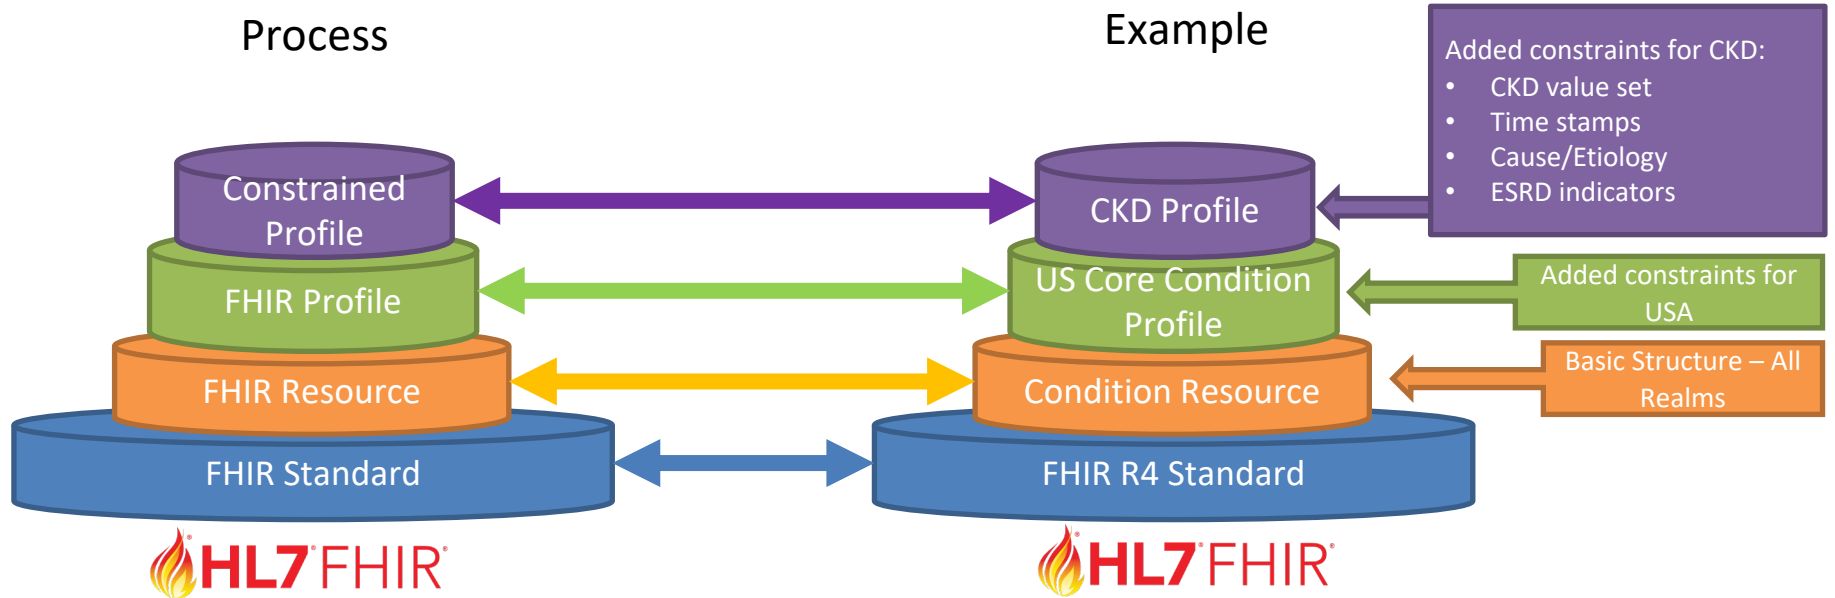 Process
Example
Added constraints for CKD:
• CKD value set
• Time stamps
• Cause/Etiology
• ESRD indicators
Constrained
Profile
CKD Profile
FHIR Profile
US Core Condition
Profile
Added constraints for
USA
FHIR Resource
Condition Resource
Basic Structure – All
Realms
FHIR Standard
FHIR R4 Standard
HL7® FHIR®
HL7® FHIR®